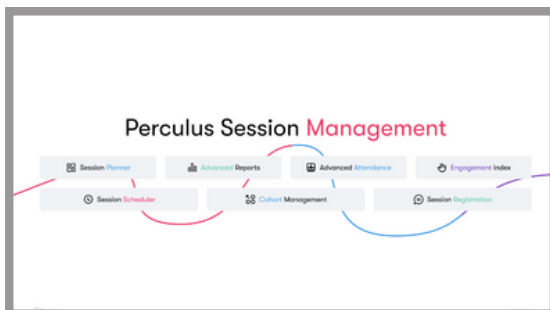 Perculus Session Management
Session Planner
Advanced Reports
Advanced Attendance
Engagement Index
Session Scheduler
Cohort Management
Session Registration